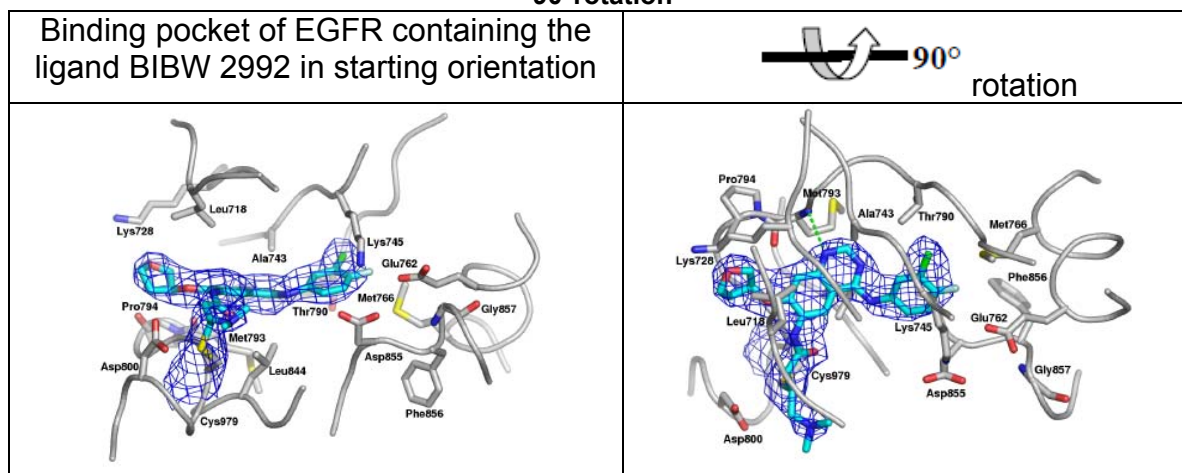 90 rotation
Binding pocket of EGFR containing the
ligand BIBW 2992 in starting orientation
90°
rotation
Leu718
Lys728
Ala743
Lys745
Glu762
Pro794
Met766
Thr790
Gly857
Met793
Asp800
Asp855
Leu844
Phe856
Cys979
Pro794
Met793
Ala743
Thr790
Met766
Lys728
Phe856
Leu718
Glu762
Lys745
Cys979
Gly857
Asp855
Asp800